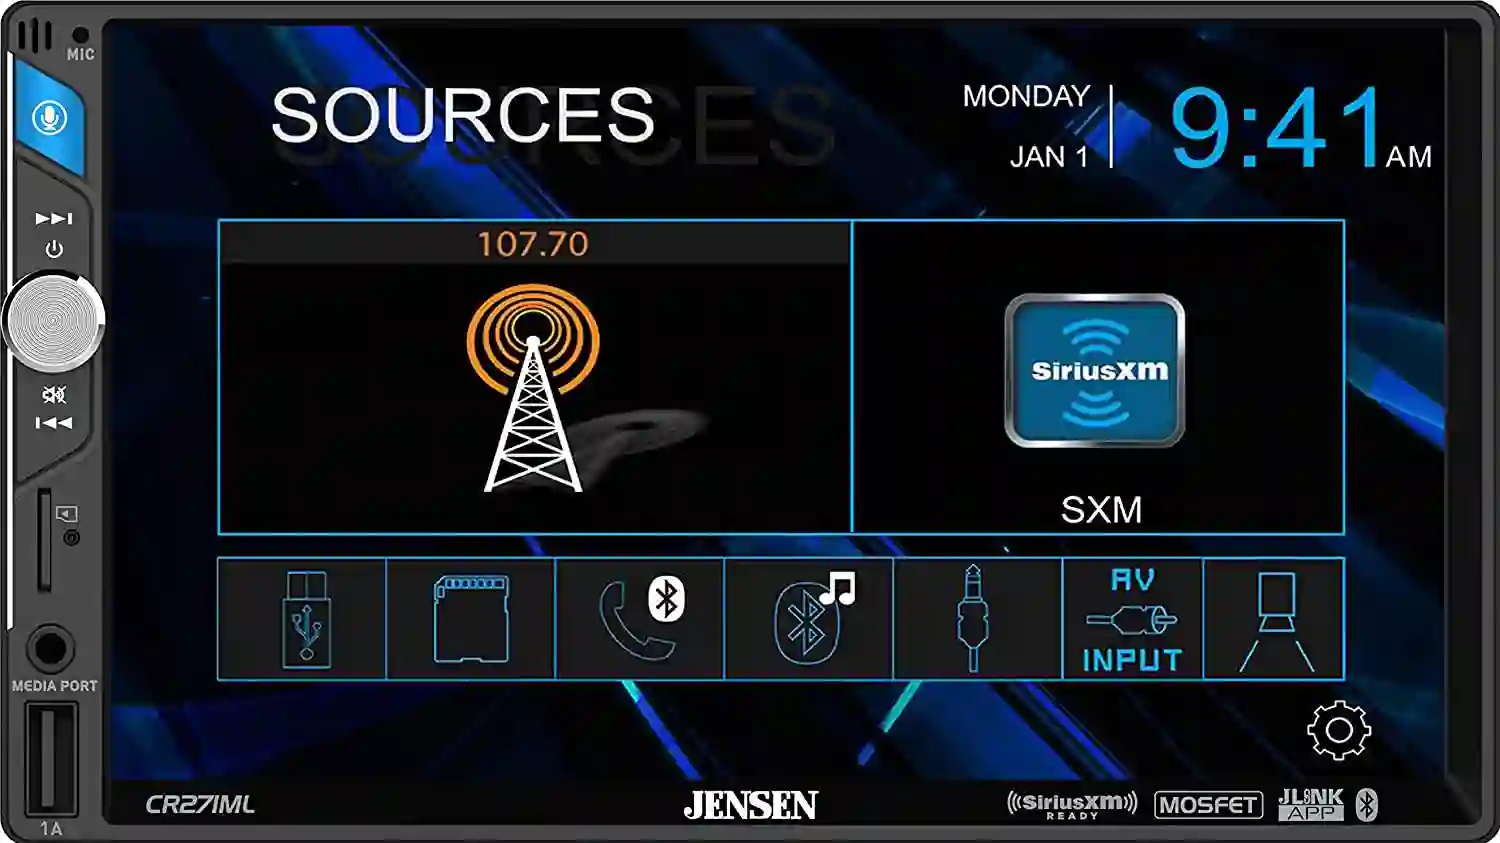 MIC
SOURCES
MONDAY
JAN 1
9:41 AM
107.70
SiriusXM
SXM
AV
INPUT
MEDIA PORT
1A
CR271ML
JENSEN
SiriusXM
READY
MOSFET
JLINK
APP